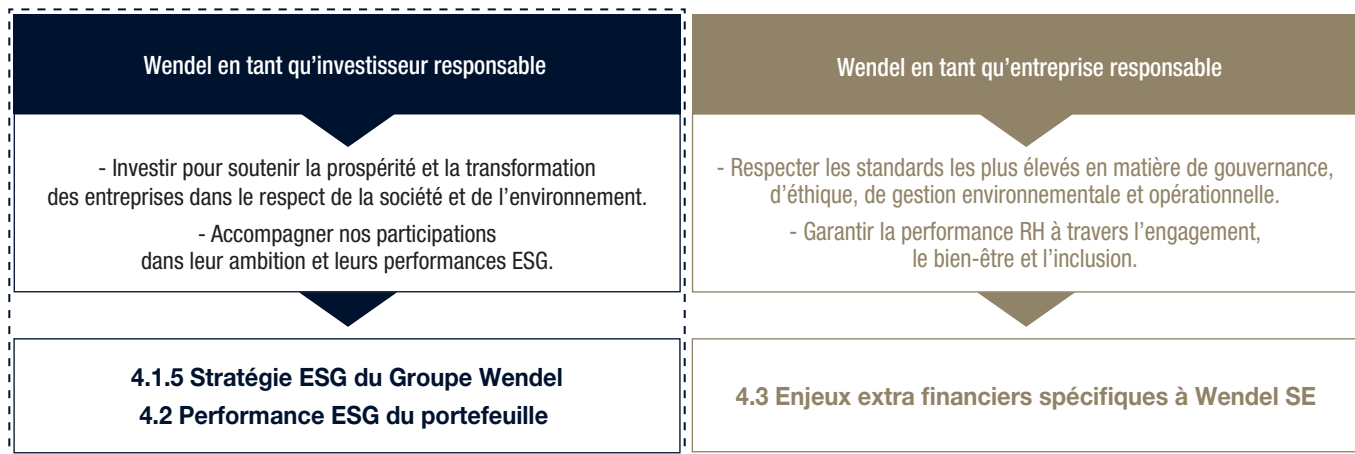 Wendel en tant qu’investisseur responsable
- Investir pour soutenir la prospérité et la transformation
des entreprises dans le respect de la société et de l’environnement.
- Accompagner nos participations
dans leur ambition et leurs performances ESG.
4.1.5 Stratégie ESG du Groupe Wendel
4.2 Performance ESG du portefeuille
Wendel en tant qu’entreprise responsable
- Respecter les standards les plus élevés en matière de gouvernance,
d’éthique, de gestion environnementale et opérationnelle.
- Garantir la performance RH à travers l’engagement,
le bien-être et l’inclusion.
4.3 Enjeux extra financiers spécifiques à Wendel SE